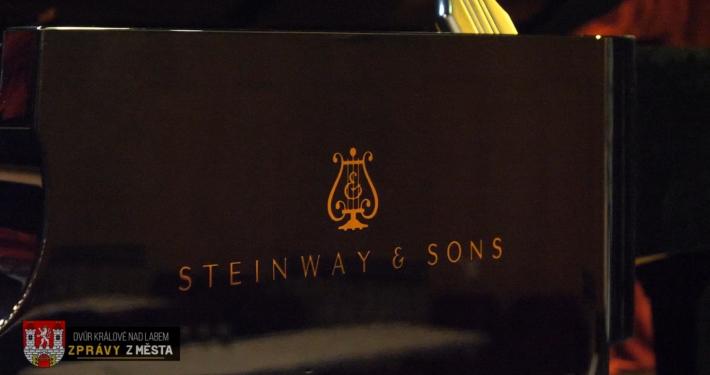 &
STEINWAY & SONS
DVŮR KRÁLOVÉ NAD LABEM
ZPRÁVY Z MĚSTA